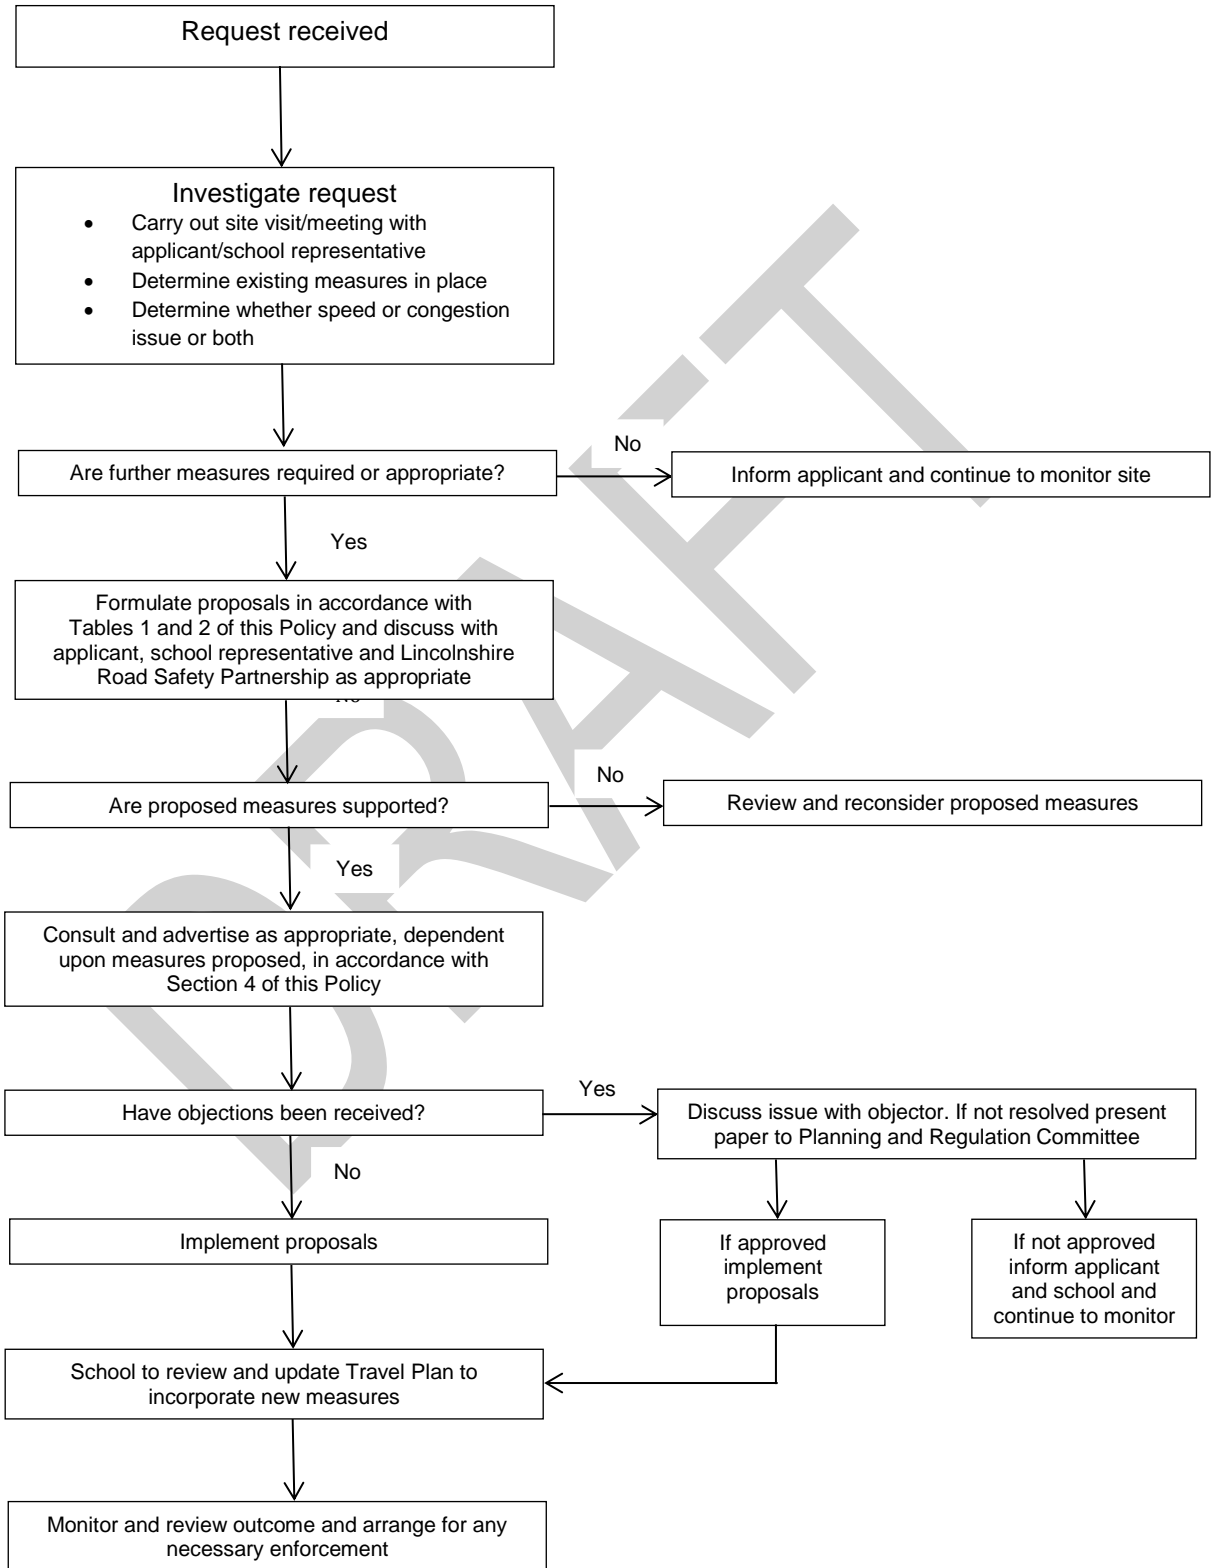 Request received
Investigate request
• Carry out site visit/meeting with
applicant/school representative
• Determine existing measures in place
• Determine whether speed or congestion
issue or both
No
Are further measures required or appropriate?
Inform applicant and continue to monitor site
Yes
Formulate proposals in accordance with
Tables 1 and 2 of this Policy and discuss with
applicant, school representative and Lincolnshire
Road Safety Partnership as appropriate
No
No
Are proposed measures supported?
Review and reconsider proposed measures
Yes
Consult and advertise as appropriate, dependent
upon measures proposed, in accordance with
Section 4 of this Policy
Yes
Have objections been received?
Discuss issue with objector. If not resolved present
paper to Planning and Regulation Committee
No
Implement proposals
If approved
implement
proposals
If not approved
inform applicant
and school and
continue to monitor
School to review and update Travel Plan to
incorporate new measures
Monitor and review outcome and arrange for any
necessary enforcement
DRAFT